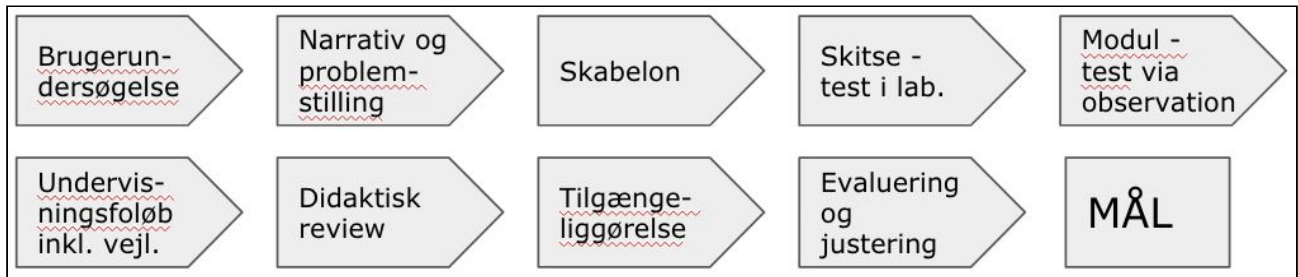 Brugerun-
dersøgelse
Narrativ og
problem-
stilling
Skabelon
Skitse -
test i lab.
Modul -
test via
observation
Undervis-
ningsfoløb
inkl. vejl.
Didaktisk
review
Tilgænge-
liggørelse
Evaluering
og
justering
MÅL